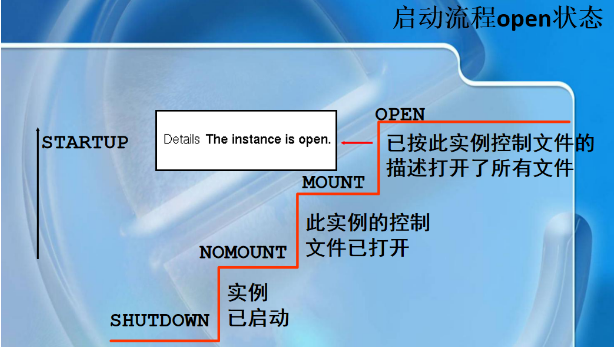 启动流程open状态
OPEN
STARTUP
Details The instance is open.
已按此实例控制文件的
描述打开了所有文件
MOUNT
此实例的控制
文件已打开
NOMOUNT
实例
已启动
SHUTDOWN